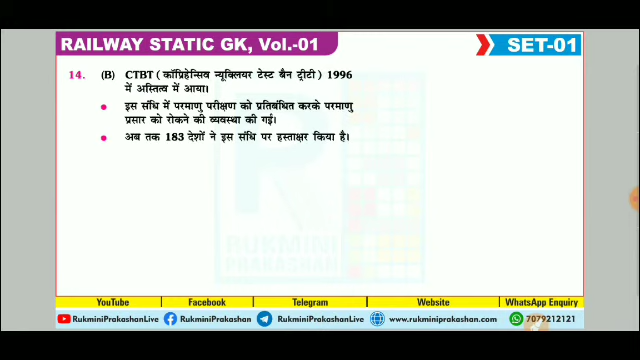 RAILWAY STATIC GK, Vol.-01
SET-01
14. (B) CTBT (कॉप्रिहेन्सिव न्यूक्लियर टेस्ट बैन ट्रीटी) 1996
में अस्तित्व में आया।
• इस संधि में परमाणु परीक्षण को प्रतिबंधित करके परमाणु
प्रसार को रोकने की व्यवस्था की गई।
• अब तक 183 देशों ने इस संधि पर हस्ताक्षर किया है।
RUKMINI
PRAKASHAN
YouTube Facebook Telegram Website WhatsApp Enquiry
RukminiPrakashanLive RukminiPrakashan RukminiPrakashanLive www.rukminiprakashan.com 7079212121